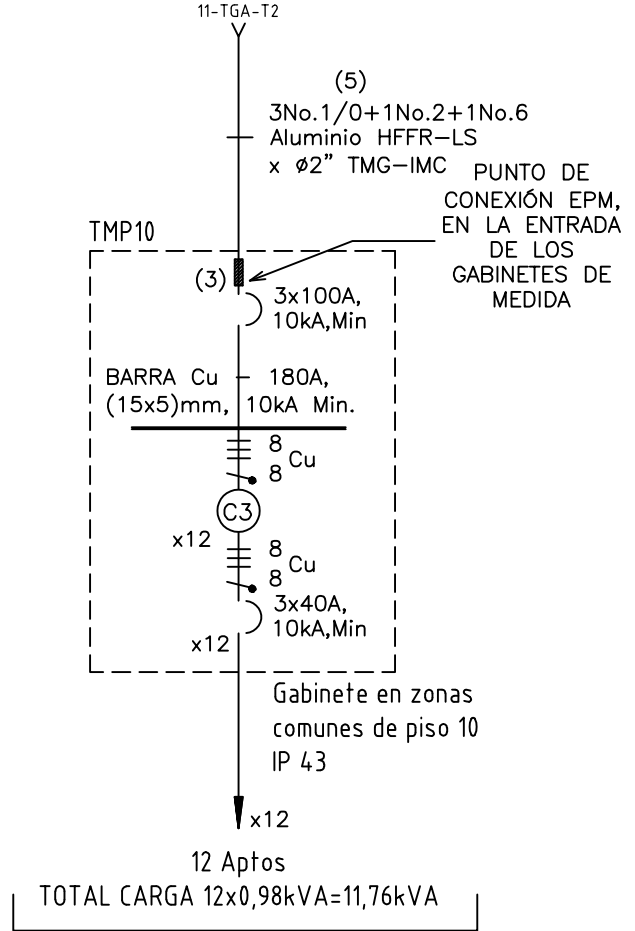 11-TGA-T2
(5)
3No.1/0+1No.2+1No.6
Aluminio HFFR-LS
x Ø2" TMG-IMC
PUNTO DE
CONEXIÓN EPM,
EN LA ENTRADA
DE LOS
GABINETES DE
MEDIDA
TMP10
(3)
3x100A,
10kA,Min
BARRA Cu 180A,
(15x5)mm, 10kA Min.
8
Cu
8
C3
x12
8
Cu
8
3x40A,
10kA,Min
x12
Gabinete en zonas
comunes de piso 10
IP 43
x12
12 Aptos
TOTAL CARGA 12x0,98kVA=11,76kVA